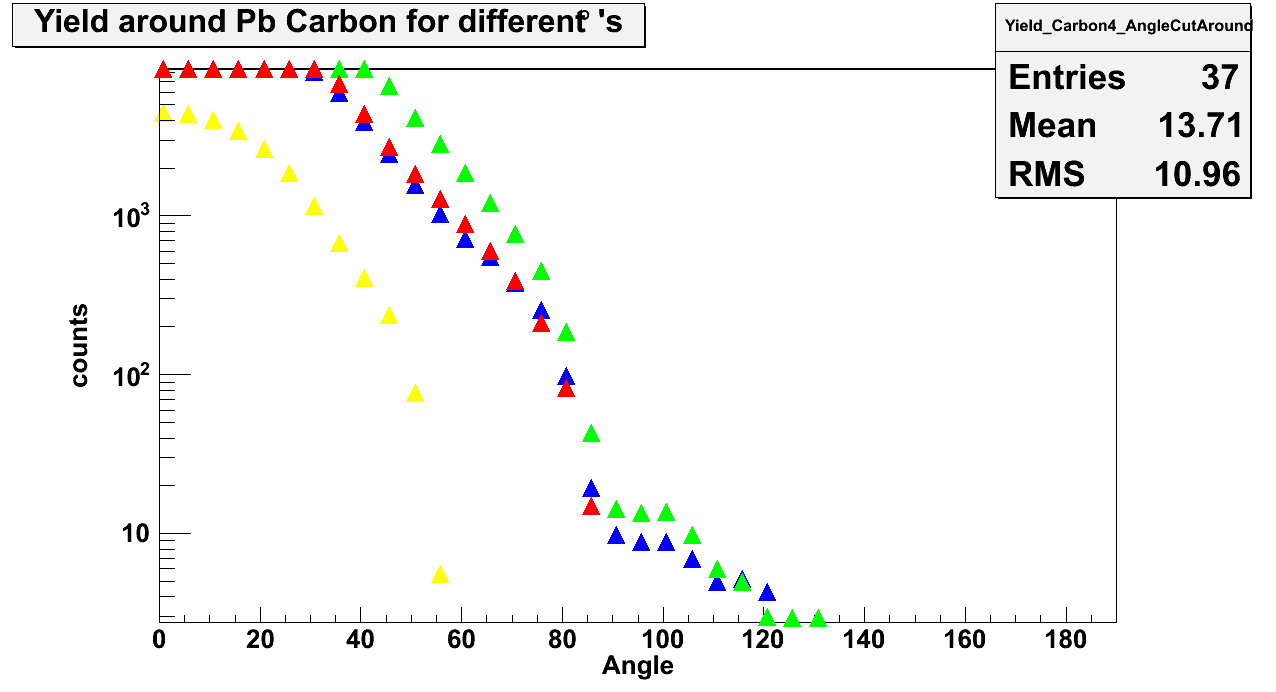 Yield around Pb Carbon for different° 's
Yield_Carbon4_AngleCutAround
Entries 37
Mean 13.71
RMS 10.96
counts
10³
10²
10
0 20 40 60 80 100 120 140 160 180
Angle